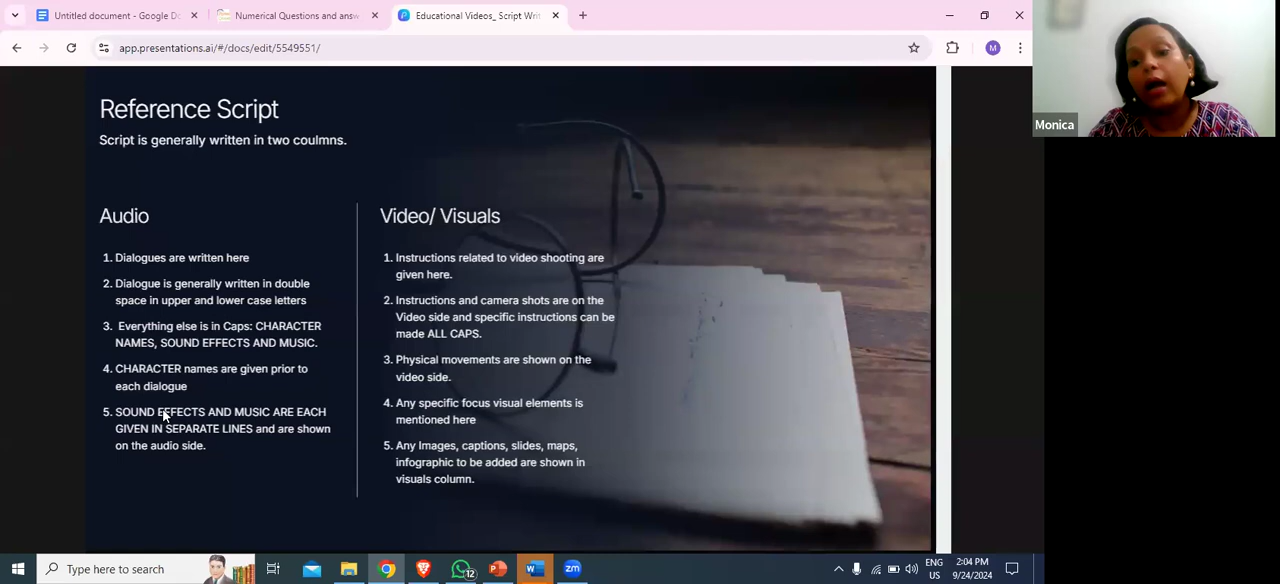 Untitled document - Google Do
Numerical Questions and answ
Educational Videos_ Script Writ
app.presentations.ai/#/docs/edit/5549551/
M
Monica
Reference Script
Script is generally written in two coulmns.
Audio
1. Dialogues are written here
2. Dialogue is generally written in double
space in upper and lower case letters
3. Everything else is in Caps: CHARACTER
NAMES, SOUND EFFECTS AND MUSIC.
4. CHARACTER names are given prior to
each dialogue
5. SOUND EFFECTS AND MUSIC ARE EACH
GIVEN IN SEPARATE LINES and are shown
on the audio side.
Video/ Visuals
1. Instructions related to video shooting are
given here.
2. Instructions and camera shots are on the
Video side and specific instructions can be
made ALL CAPS.
3. Physical movements are shown on the
video side.
4. Any specific focus visual elements is
mentioned here
5. Any Images, captions, slides, maps,
infographic to be added are shown in
visuals column.
Type here to search
12
zm
ENG
US
2:04 PM
9/24/2024